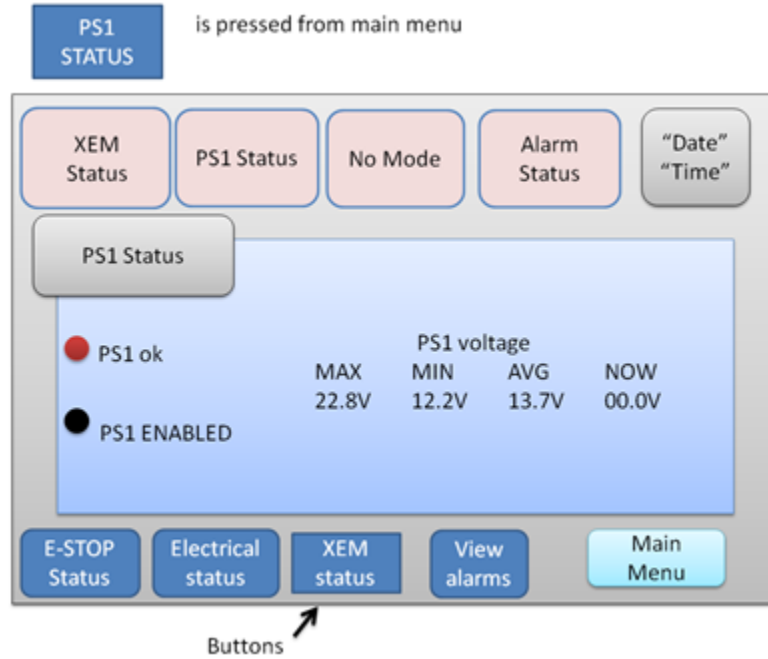 PS1
STATUS
is pressed from main menu
XEM
Status
PS1 Status
No Mode
Alarm
Status
“Date”
“Time”
PS1 Status
PS1 ok
PS1 voltage
MAX MIN AVG NOW
22.8V 12.2V 13.7V 00.0V
PS1 ENABLED
E-STOP
Status
Electrical
status
XEM
status
View
alarms
Main
Menu
Buttons